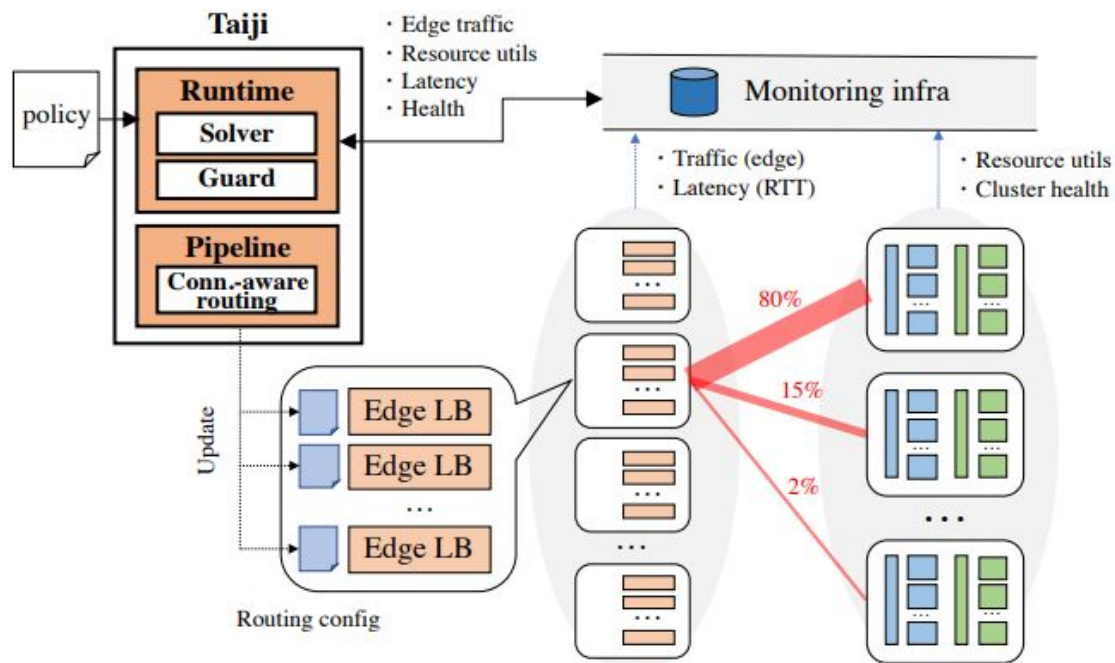 Taiji
policy
Runtime
Solver
Guard
Pipeline
Conn.-aware
routing
· Edge traffic
· Resource utils
· Latency
· Health
Monitoring infra
· Traffic (edge)
· Latency (RTT)
· Resource utils
· Cluster health
Update
Edge LB
Edge LB
...
Edge LB
Routing config
...
...
...
...
...
80%
15%
2%
...
...
...
...
...
...
...